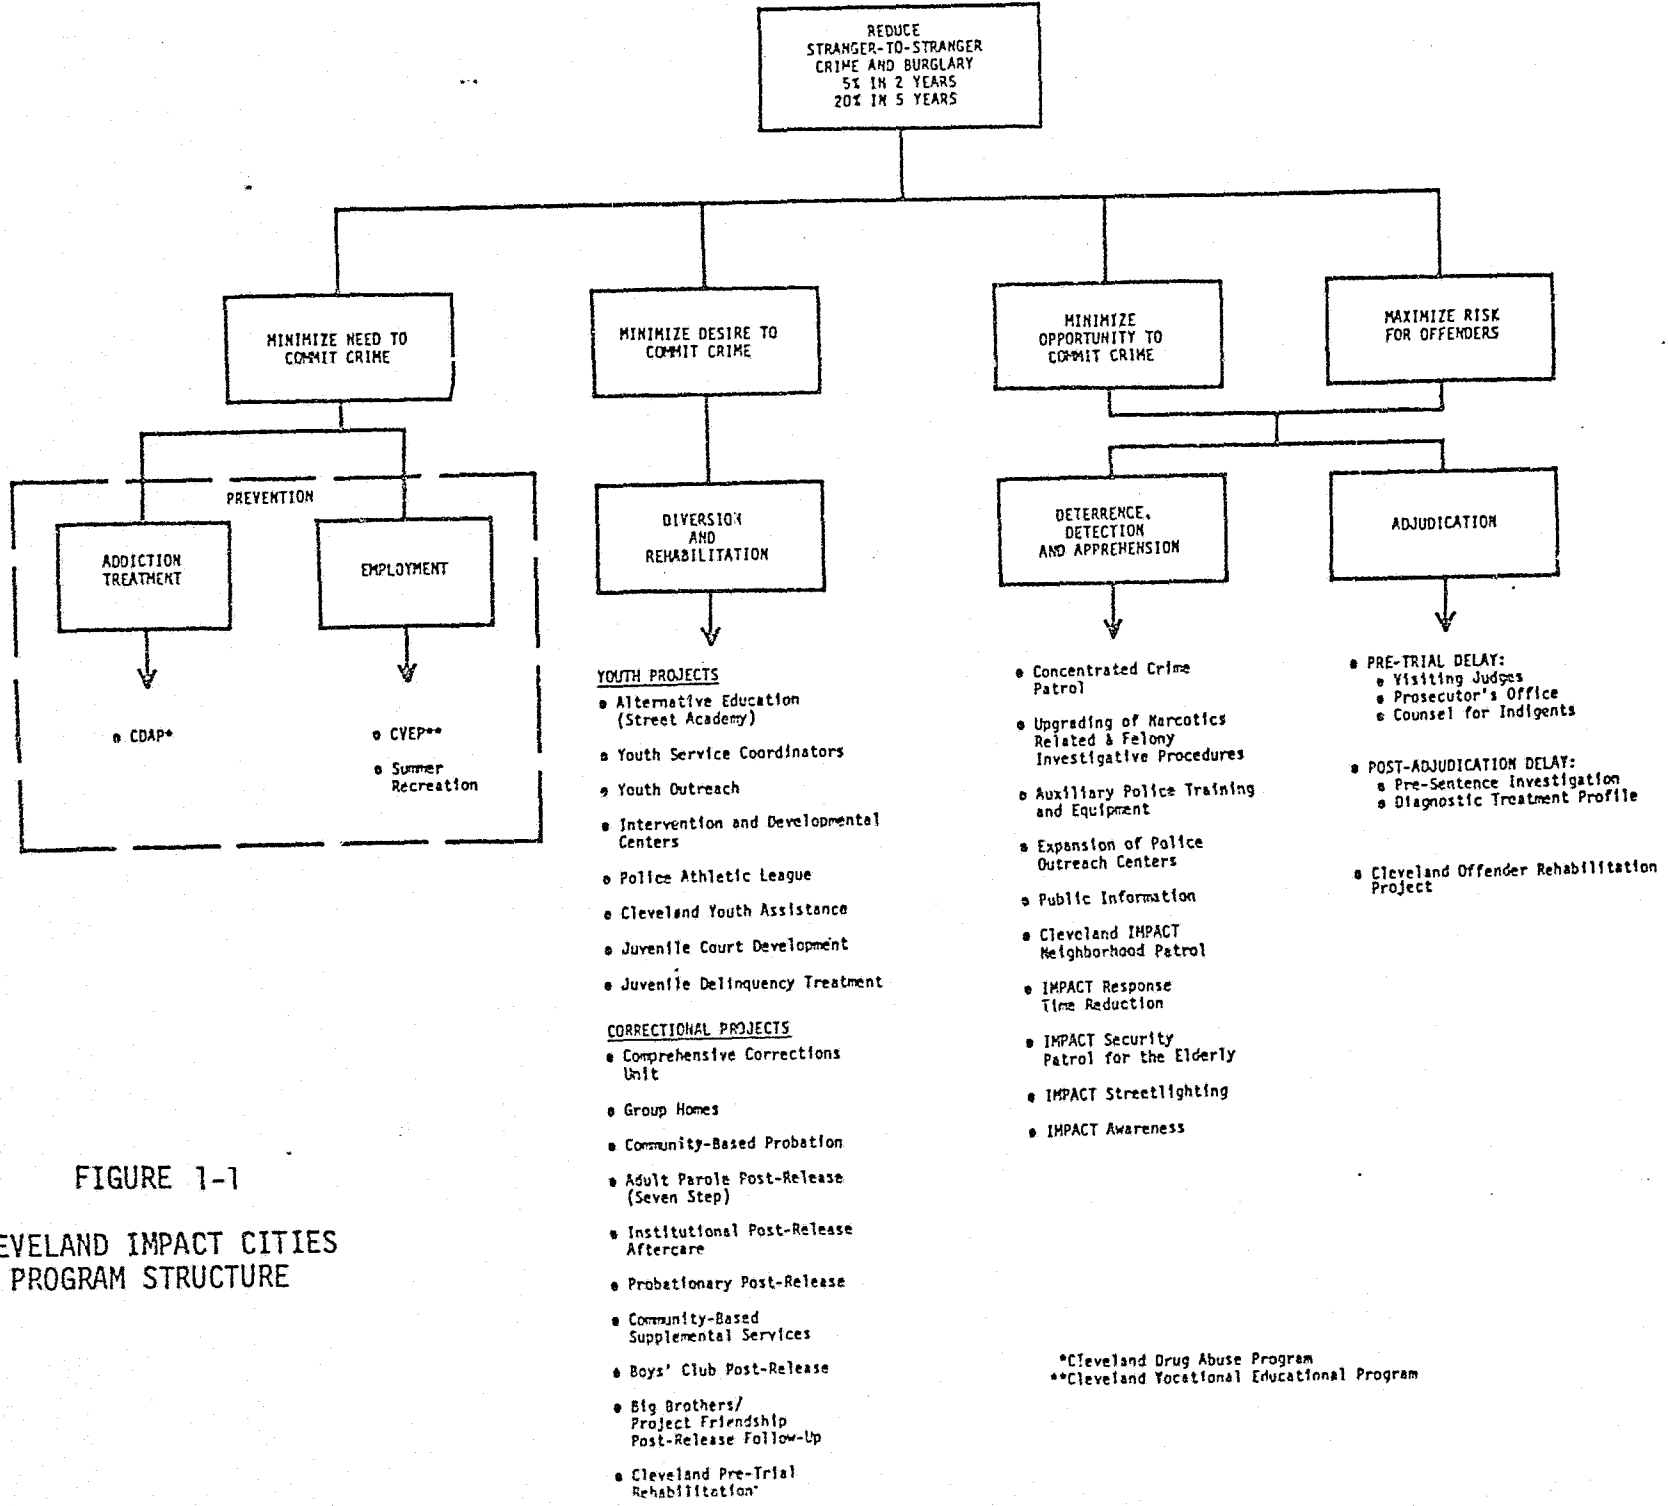 REDUCE
STRANGER-TO-STRANGER
CRIME AND BURGLARY
5% IN 2 YEARS
20% IN 5 YEARS
MINIMIZE NEED TO
COMMIT CRIME
MINIMIZE DESIRE TO
COMMIT CRIME
MINIMIZE
OPPORTUNITY TO
COMMIT CRIME
MAXIMIZE RISK
FOR OFFENDERS
PREVENTION
ADDICTION
TREATMENT
EMPLOYMENT
DIVERSION
AND
REHABILITATION
DETERRENCE,
DETECTION
AND APPREHENSION
ADJUDICATION
• CDAP*
• CVEP**
• Summer
Recreation
YOUTH PROJECTS
• Alternative Education
(Street Academy)
• Youth Service Coordinators
• Youth Outreach
• Intervention and Developmental
Centers
• Police Athletic League
• Cleveland Youth Assistance
• Juvenile Court Development
• Juvenile Delinquency Treatment
CORRECTIONAL PROJECTS
• Comprehensive Corrections
Unit
• Group Homes
• Community-Based Probation
• Adult Parole Post-Release
(Seven Step)
• Institutional Post-Release
Aftercare
• Probationary Post-Release
• Community-Based
Supplemental Services
• Boys' Club Post-Release
• Big Brothers/
Project Friendship
Post-Release Follow-Up
• Cleveland Pre-Trial
Rehabilitation
• Concentrated Crime
Patrol
• Upgrading of Narcotics
Related & Felony
Investigative Procedures
• Auxiliary Police Training
and Equipment
• Expansion of Police
Outreach Centers
• Public Information
• Cleveland IMPACT
Neighborhood Patrol
• IMPACT Response
Time Reduction
• IMPACT Security
Patrol for the Elderly
• IMPACT Streetlighting
• IMPACT Awareness
• PRE-TRIAL DELAY:
• Visiting Judges
• Prosecutor's Office
• Counsel for Indigents
• POST-ADJUDICATION DELAY:
• Pre-Sentence Investigation
• Diagnostic Treatment Profile
• Cleveland Offender Rehabilitation
Project
FIGURE 1-1
EVELAND IMPACT CITIES
PROGRAM STRUCTURE
*Cleveland Drug Abuse Program
**Cleveland Vocational Educational Program